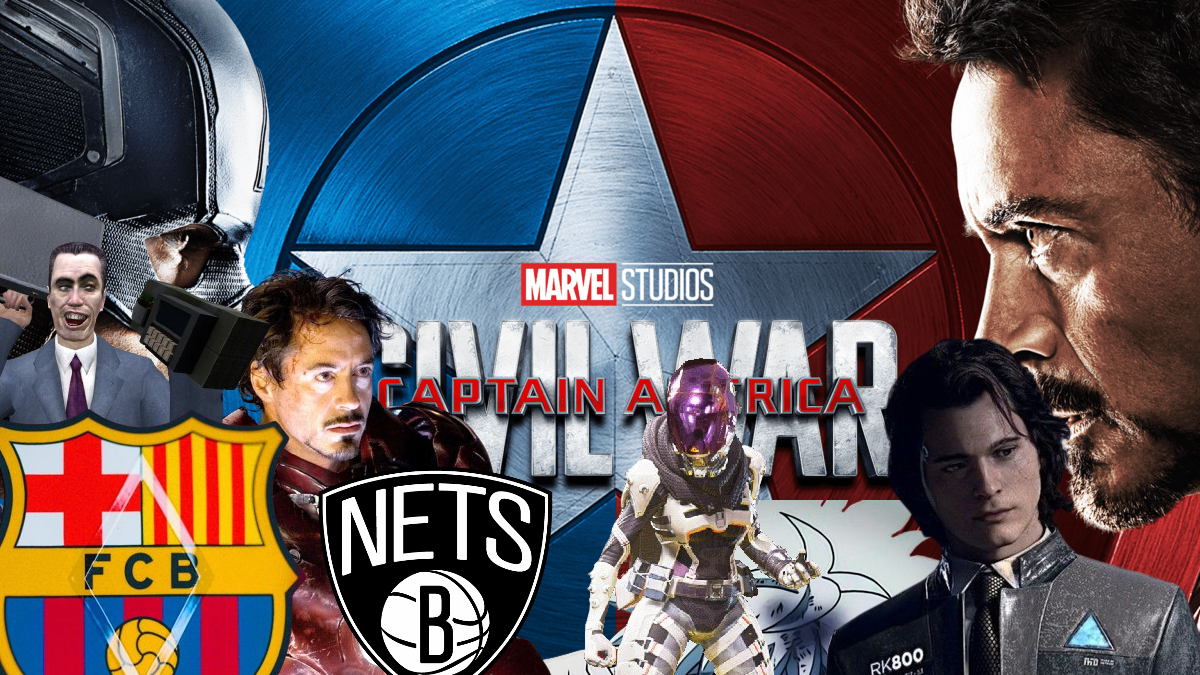 MARVEL STUDIOS
CIVIL WAR
CAPTAIN AMERICA
FCB
NETS
B
RK800